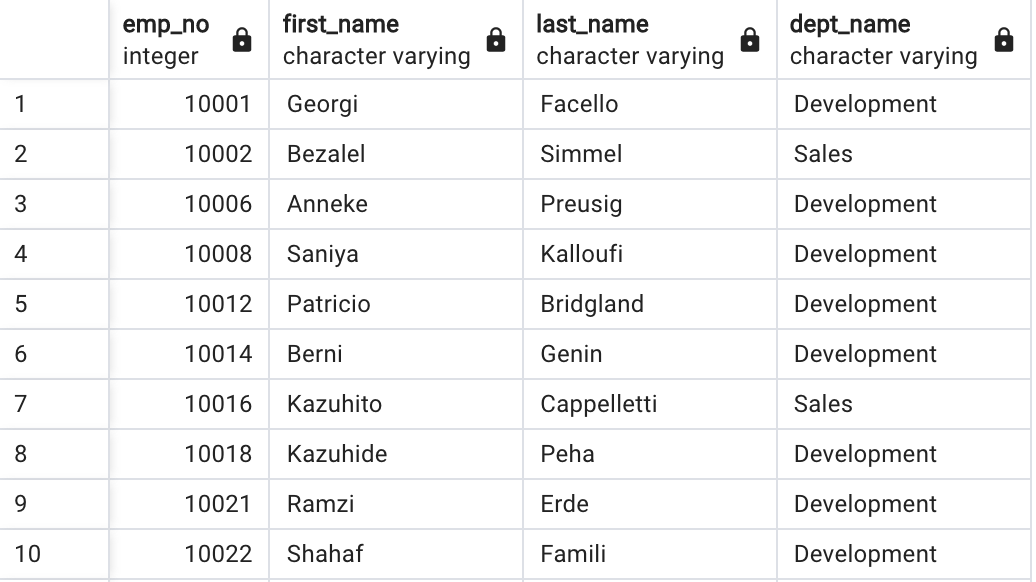 emp_no first_name last_name dept_name
integer character varying character varying character varying
1 10001 Georgi Facello Development
2 10002 Bezalel Simmel Sales
3 10006 Anneke Preusig Development
4 10008 Saniya Kalloufi Development
5 10012 Patricio Bridgland Development
6 10014 Berni Genin Development
7 10016 Kazuhito Cappelletti Sales
8 10018 Kazuhide Peha Development
9 10021 Ramzi Erde Development
10 10022 Shahaf Famili Development